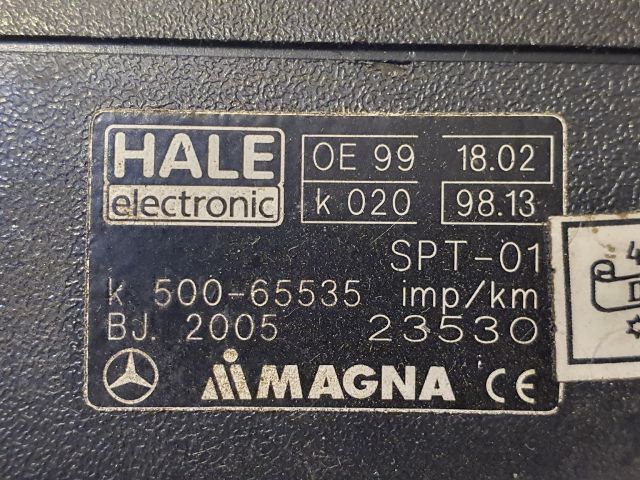 HALE
electronic
OE 99 18.02
k 020 98.13
SPT-01
k 500-65535 imp/km
BJ. 2005 23530
MAGNA CE
4
D